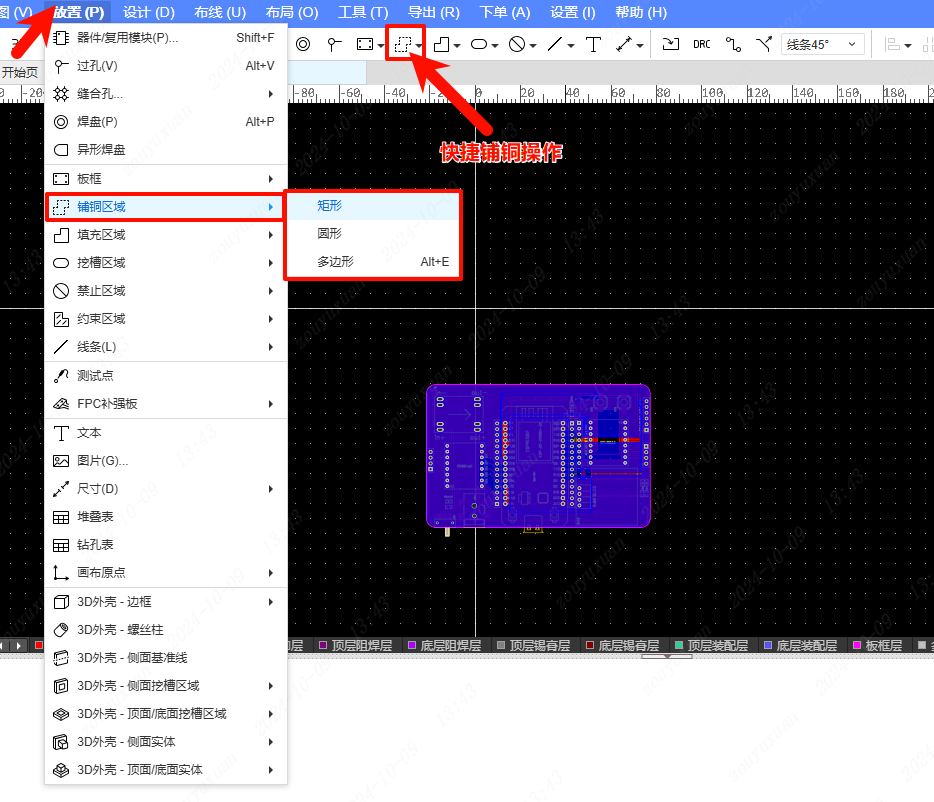 图 (V) 放置 (P) 设计 (D) 布线 (U) 布局 (O) 工具 (T) 导出 (R) 下单 (A) 设置 (I) 帮助 (H)
DRC 线条45°
开始页
-80 -60 -40 -20 0 20 40 60 80 100 120 140 160 180
器件/复用模块(P)... Shift+F
过孔(V) Alt+V
缝合孔...
焊盘(P) Alt+P
异形焊盘
板框
铺铜区域
填充区域
挖槽区域
禁止区域
约束区域
线条(L)
测试点
FPC补强板
文本
图片(G)...
尺寸(D)
堆叠表
钻孔表
画布原点
3D外壳 - 边框
3D外壳 - 螺丝柱
3D外壳 - 侧面基准线
3D外壳 - 侧面挖槽区域
3D外壳 - 顶面/底面挖槽区域
3D外壳 - 侧面实体
3D外壳 - 顶面/底面实体
矩形
圆形
多边形 Alt+E
快捷铺铜操作
顶层阻焊层 底层阻焊层 顶层锡膏层 底层锡膏层 顶层装配层 底层装配层 板框层
zouyuxuan 2024-10-09 13:43